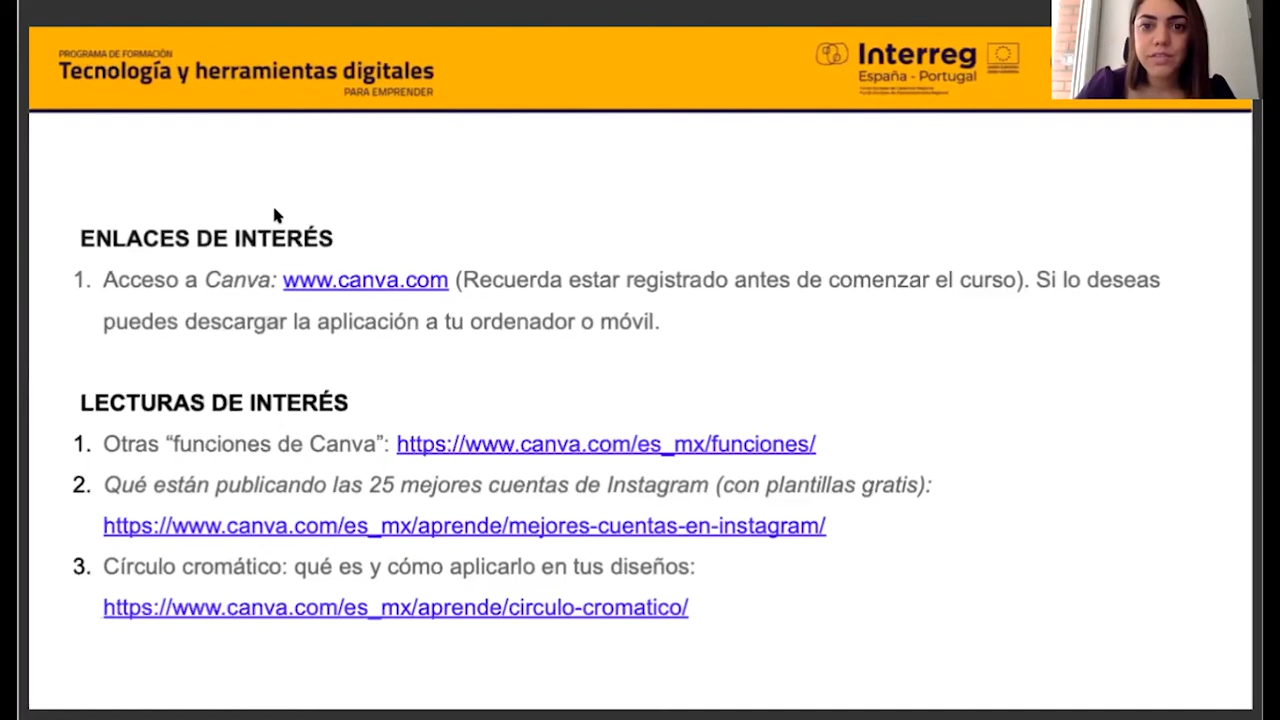 PROGRAMA DE FORMACIÓN
Tecnología y herramientas digitales
PARA EMPRENDER
Interreg
España - Portugal
ENLACES DE INTERÉS
1. Acceso a Canva: www.canva.com (Recuerda estar registrado antes de comenzar el curso). Si lo deseas
puedes descargar la aplicación a tu ordenador o móvil.
LECTURAS DE INTERÉS
1. Otras “funciones de Canva”: https://www.canva.com/es_mx/funciones/
2. Qué están publicando las 25 mejores cuentas de Instagram (con plantillas gratis):
https://www.canva.com/es_mx/aprende/mejores-cuentas-en-instagram/
3. Círculo cromático: qué es y cómo aplicarlo en tus diseños:
https://www.canva.com/es_mx/aprende/circulo-cromatico/